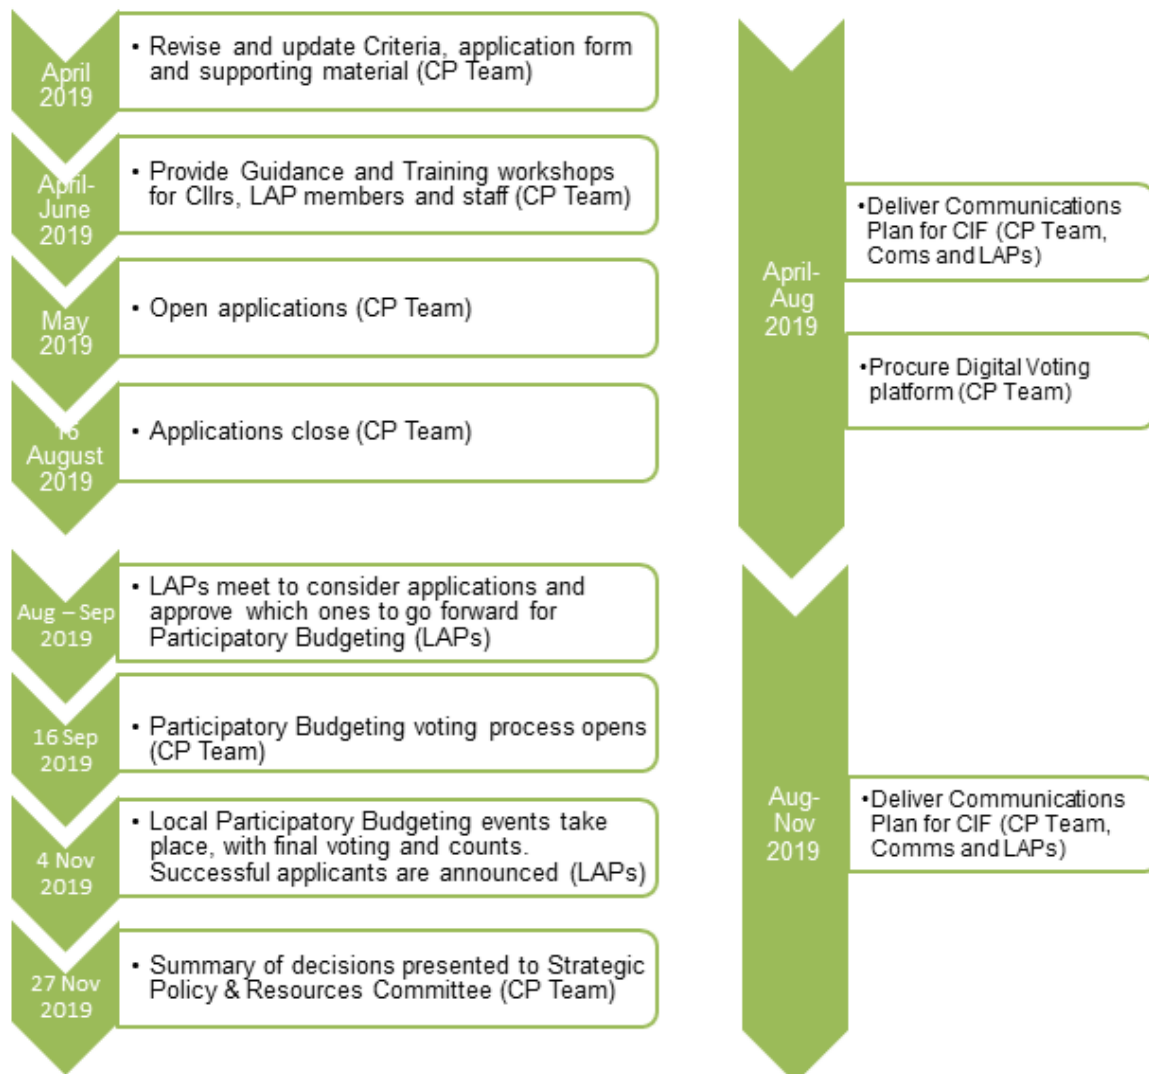 April
2019
• Revise and update Criteria, application form
and supporting material (CP Team)
April-
June
2019
• Provide Guidance and Training workshops
for Cllrs, LAP members and staff (CP Team)
May
2019
• Open applications (CP Team)
16
August
2019
• Applications close (CP Team)
Aug – Sep
2019
• LAPs meet to consider applications and
approve which ones to go forward for
Participatory Budgeting (LAPs)
16 Sep
2019
• Participatory Budgeting voting process opens
(CP Team)
4 Nov
2019
• Local Participatory Budgeting events take
place, with final voting and counts.
Successful applicants are announced (LAPs)
27 Nov
2019
• Summary of decisions presented to Strategic
Policy & Resources Committee (CP Team)
April-
Aug
2019
•Deliver Communications
Plan for CIF (CP Team,
Coms and LAPs)
•Procure Digital Voting
platform (CP Team)
Aug-
Nov
2019
•Deliver Communications
Plan for CIF (CP Team,
Comms and LAPs)